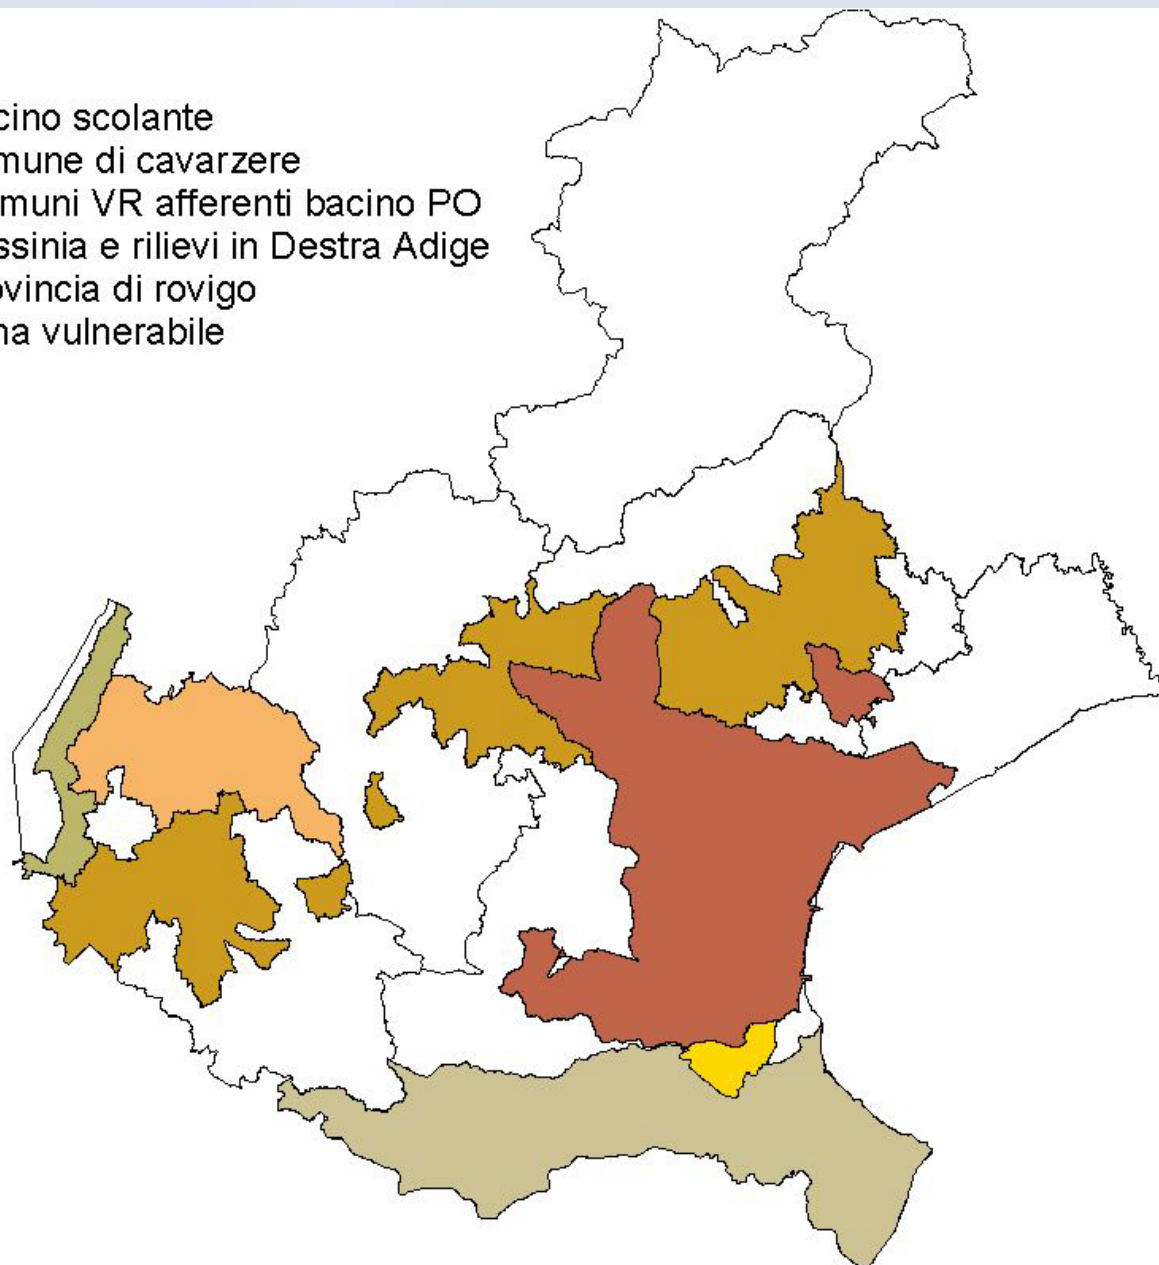 cino scolante
mune di cavarzere
muni VR afferenti bacino PO
ssinia e rilievi in Destra Adige
ovincia di rovigo
na vulnerabile